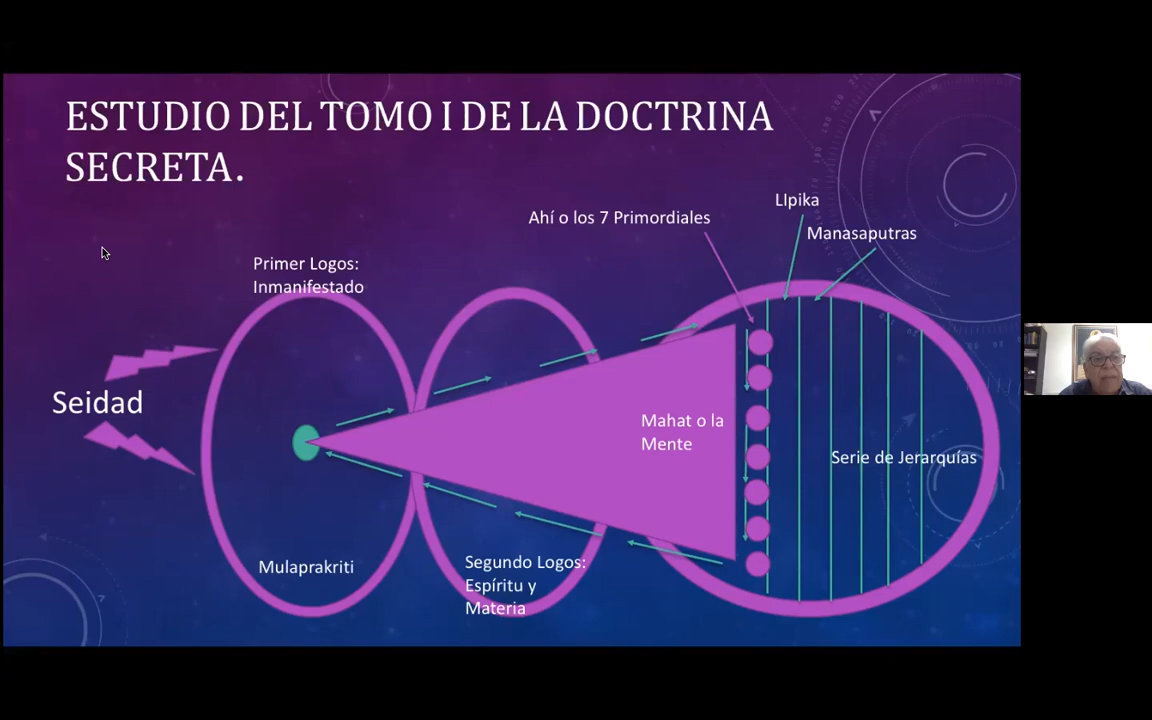 ESTUDIO DEL TOMO I DE LA DOCTRINA
SECRETA.
LIpika
Ahí o los 7 Primordiales
Manasaputras
Primer Logos:
Inmanifestado
Seidad
Mahat o la
Mente
Serie de Jerarquías
Mulaprakriti
Segundo Logos:
Espíritu y
Materia